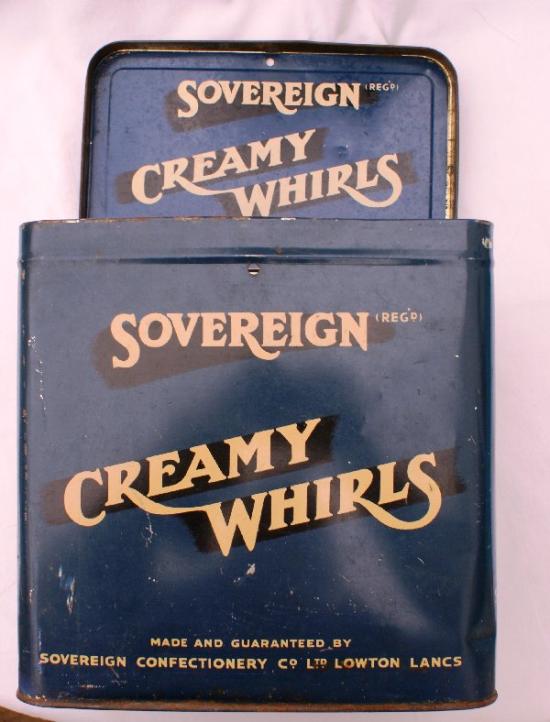 SOVEREIGN (REGD)
CREAMY
WHIRLS
SOVEREIGN (REGD)
CREAMY
WHIRLS
MADE AND GUARANTEED BY
SOVEREIGN CONFECTIONERY CO LTD LOWTON LANCS